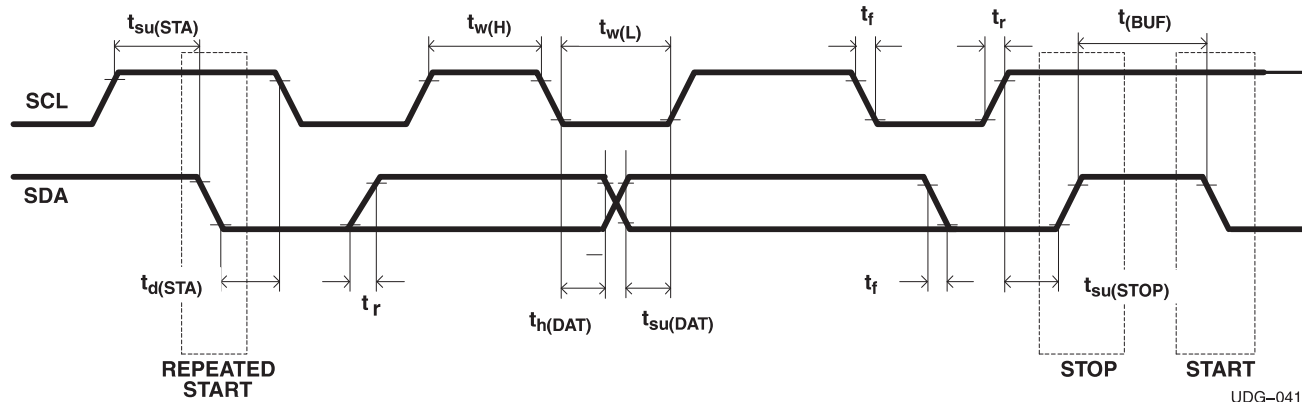 tsu(STA)
tw(H)
tw(L)
tf
tr
t(BUF)
SCL
SDA
td(STA)
tr
th(DAT)
tsu(DAT)
tf
tsu(STOP)
REPEATED
START
STOP
START
UDG–041